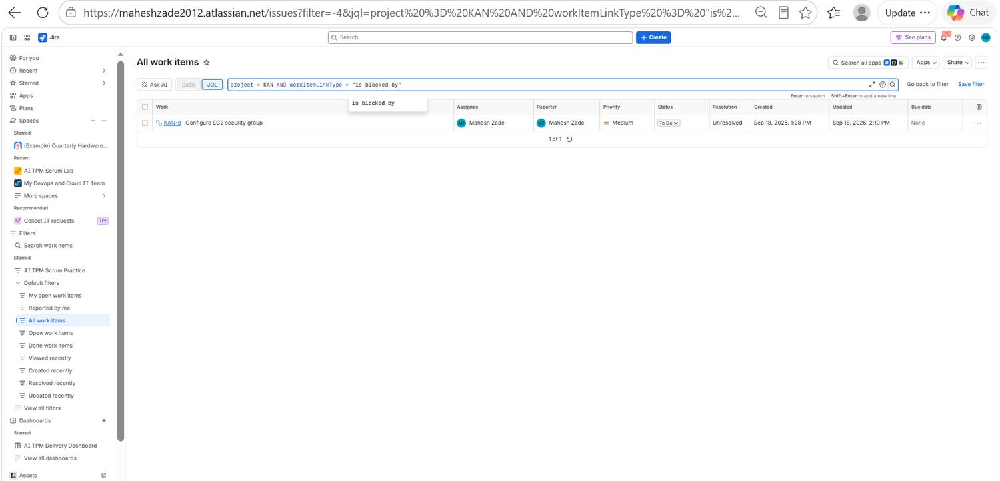 https://maheshzade2012.atlassian.net/issues?filter=-4&jql=project%20%3D%20KAN%20AND%20workItemLinkType%20%3D%20"is%2...
Update
Chat
Jira
Search
+ Create
See plans
1
MZ
For you
Recent
Starred
Apps
Plans
Spaces
Starred
(Example) Quarterly Hardware...
Recent
AI TPM Scrum Lab
My Devops and Cloud IT Team
More spaces
Recommended
Collect IT requests Try
Filters
Search work items
Starred
AI TPM Scrum Practice
Default filters
My open work items
Reported by me
All work items
Open work items
Done work items
Viewed recently
Created recently
Resolved recently
Updated recently
View all filters
Dashboards
Starred
AI TPM Delivery Dashboard
View all dashboards
Assets
All work items
Search all apps
Apps
Share
Ask AI
Basic
JQL
project = KAN AND workItemLinkType = "is blocked by"
Go back to filter
Save filter
Enter to search Shift+Enter to add a new line
is blocked by
Work Assignee Reporter Priority Status Resolution Created Updated Due date
KAN-8 Configure EC2 security group MZ Mahesh Zade MZ Mahesh Zade Medium To Do Unresolved Sep 18, 2026, 1:28 PM Sep 18, 2026, 2:10 PM None
1 of 1